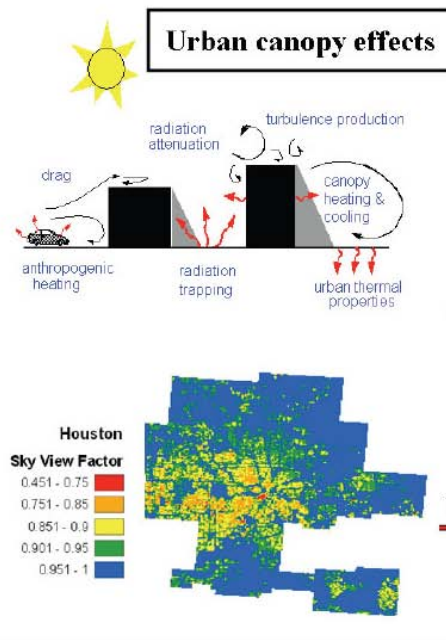 Urban canopy effects
turbulence production
radiation
attenuation
drag
canopy
heating &
cooling
anthropogenic
heating
radiation
trapping
urban thermal
properties
Houston
Sky View Factor
0.451 - 0.75
0.751 - 0.85
0.851 - 0.9
0.901 - 0.95
0.951 - 1